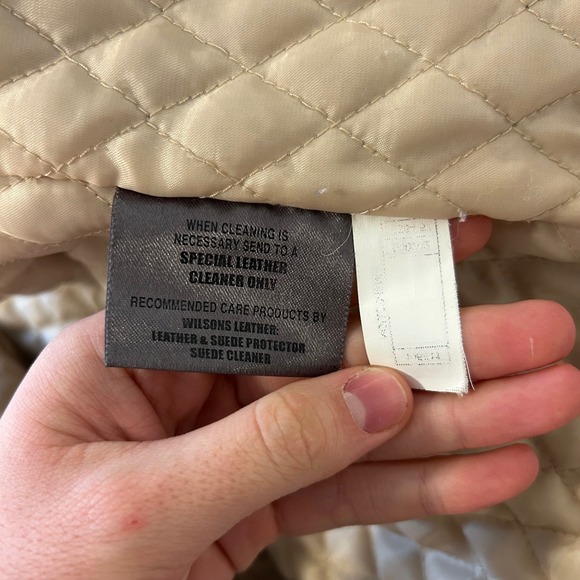 WHEN CLEANING IS
NECESSARY SEND TO A
SPECIAL LEATHER
CLEANER ONLY
RECOMMENDED CARE PRODUCTS BY
WILSONS LEATHER:
LEATHER & SUEDE PROTECTOR
SUEDE CLEANER